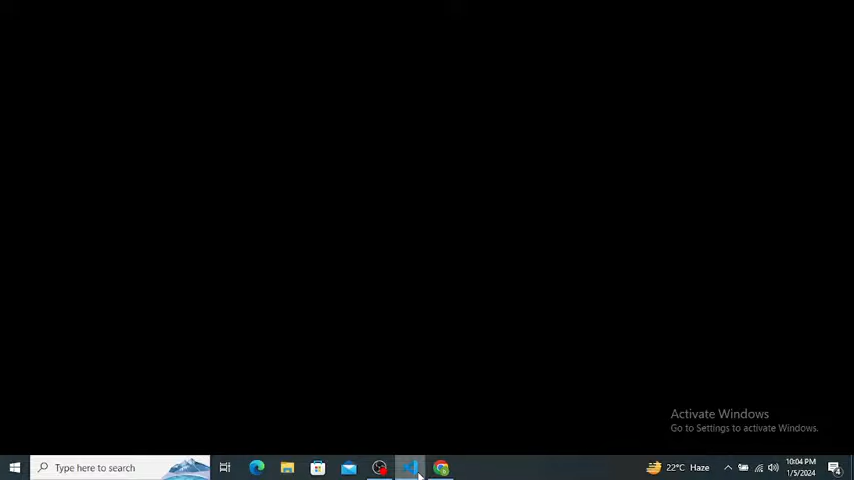 Activate Windows
Go to Settings to activate Windows.
Type here to search
22°C Haze
10:04 PM
1/5/2024
4